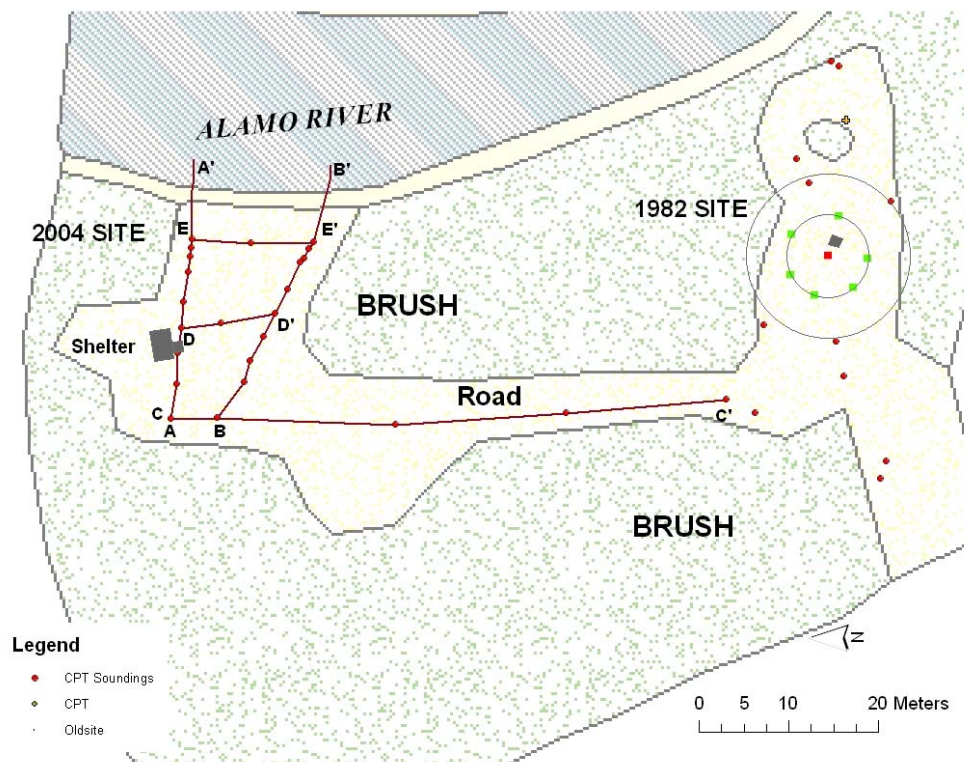 ALAMO RIVER
A'
B'
2004 SITE
E
E'
1982 SITE
BRUSH
D
D'
Shelter
Road
C
A
B
C'
BRUSH
N
Legend
CPT Soundings
CPT
Oldsite
0 5 10 20 Meters